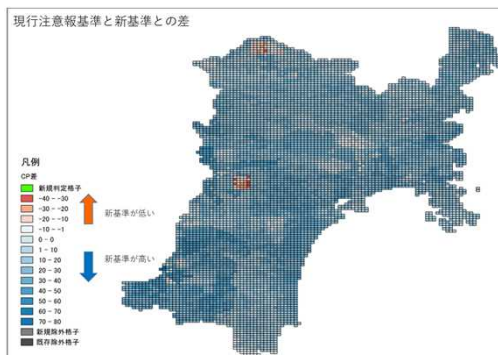 現行注意報基準と新基準との差
凡例
CP差
新規判定格子
-40 - -30
-30 - -20
-20 - -10
-10 - -1
0 - 0
1 - 10
10 - 20
20 - 30
30 - 40
40 - 50
50 - 60
60 - 70
70 - 80
新規除外格子
既存除外格子
新基準が低い
新基準が高い